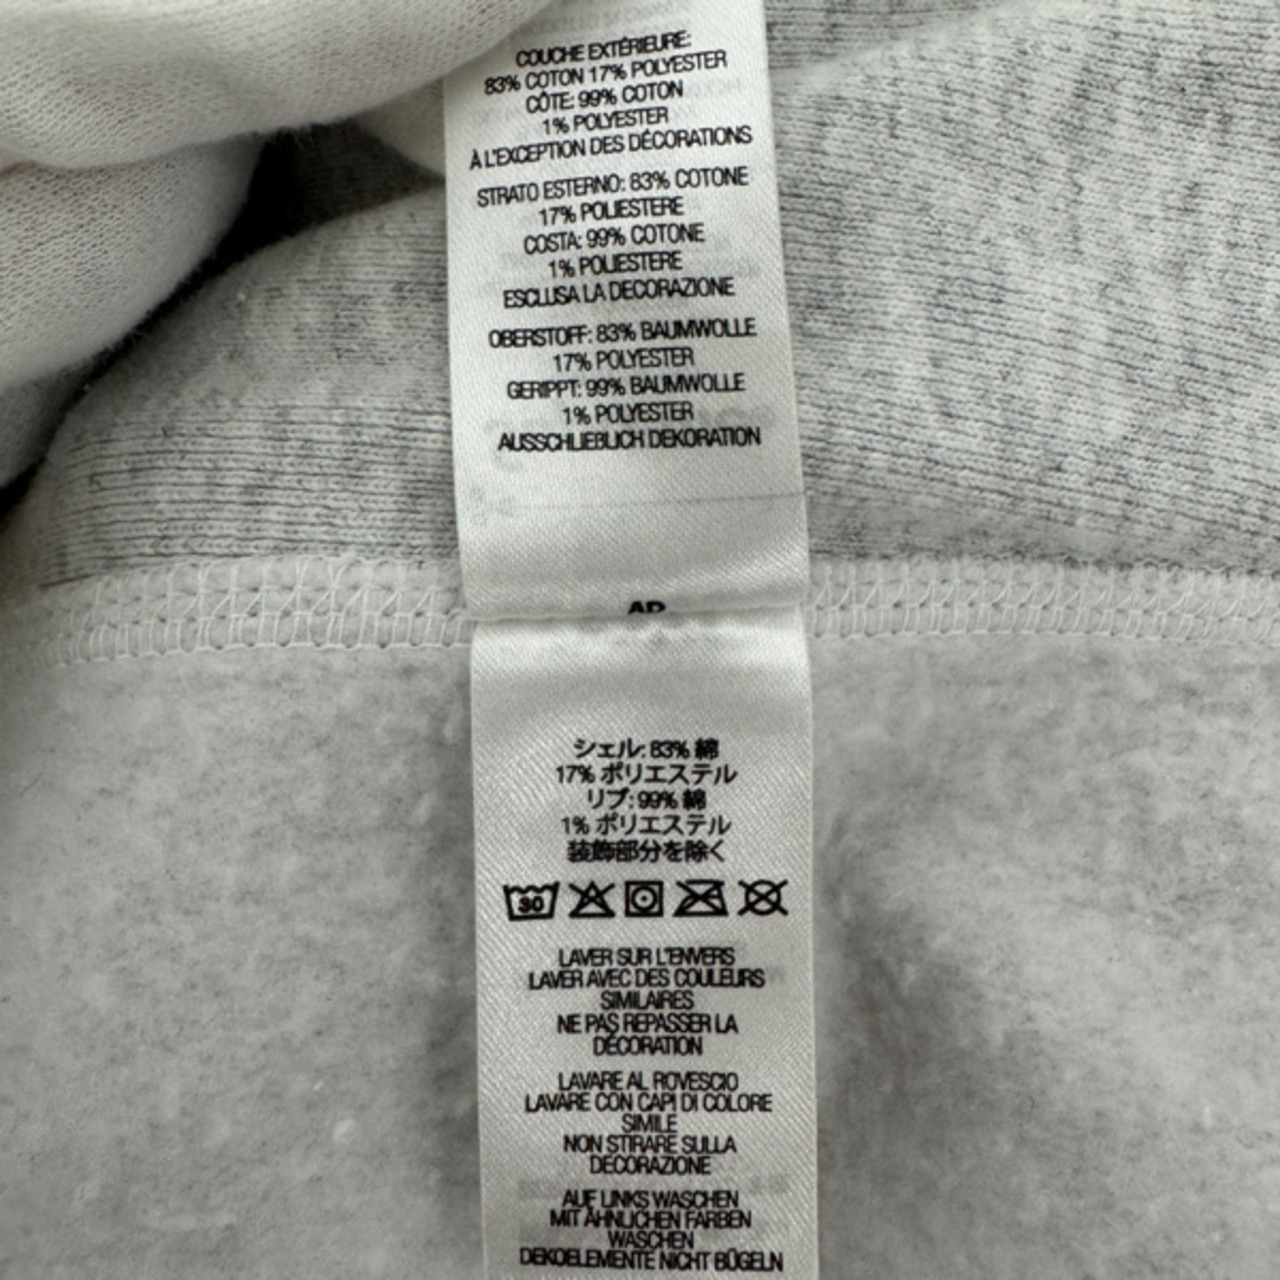 COUCHE EXTÉRIEURE:
83% COTON 17% POLYESTER
CÔTE: 99% COTON
1% POLYESTER
À L'EXCEPTION DES DÉCORATIONS
STRATO ESTERNO: 83% COTONE
17% POLIESTERE
COSTA: 99% COTONE
1% POLIESTERE
ESCLUSA LA DECORAZIONE
OBERSTOFF: 83% BAUMWOLLE
17% POLYESTER
GERIPPT: 99% BAUMWOLLE
1% POLYESTER
AUSSCHLIEBLICH DEKORATION
シェル: 83% 綿
17% ポリエステル
リブ: 99% 綿
1% ポリエステル
装飾部分を除く
30
LAVER SUR L'ENVERS
LAVER AVEC DES COULEURS
SIMILAIRES
NE PAS REPASSER LA
DÉCORATION
LAVARE AL ROVESCIO
LAVARE CON CAPI DI COLORE
SIMILE
NON STIRARE SULLA
DECORAZIONE
AUF LINKS WASCHEN
MIT ÄHNLICHEN FARBEN
WASCHEN
DEKOELEMENTE NICHT BÜGELN